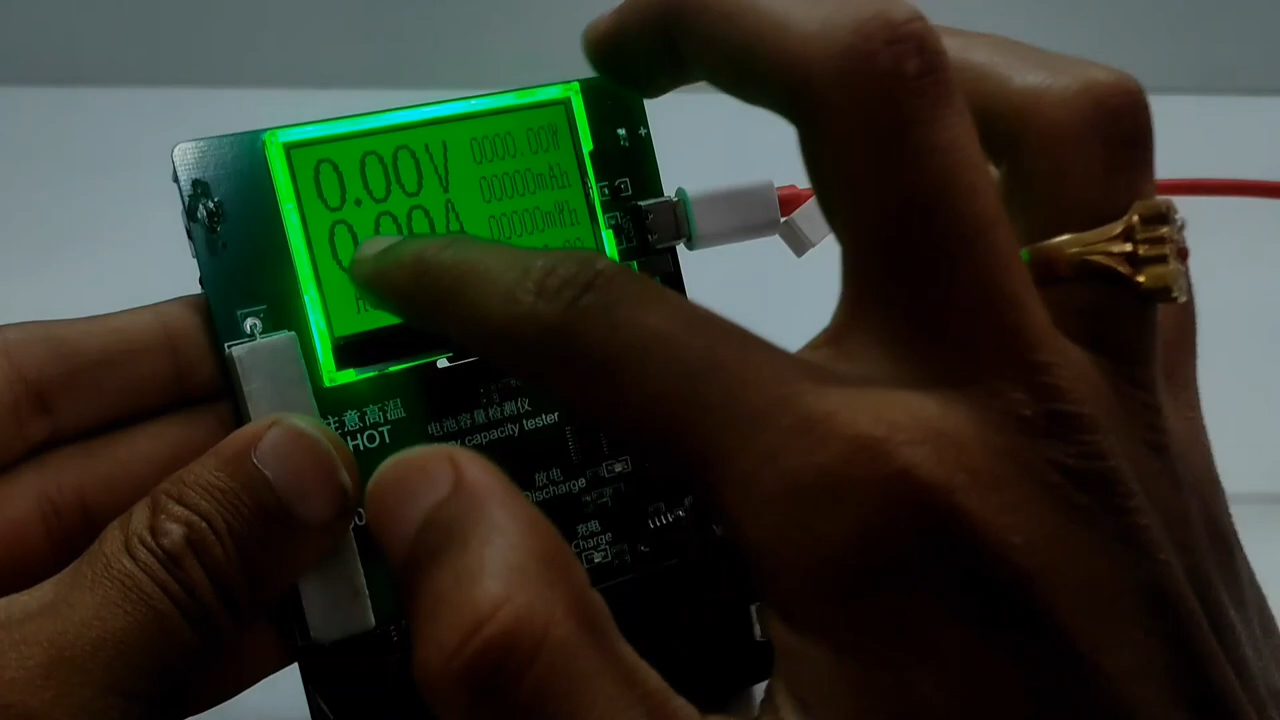 0.00V
0000.00W
00000mAh
0.00A
00000mWh
注意高温
HOT
电池容量检测仪
capacity tester
放电
Discharge
充电
Charge
+